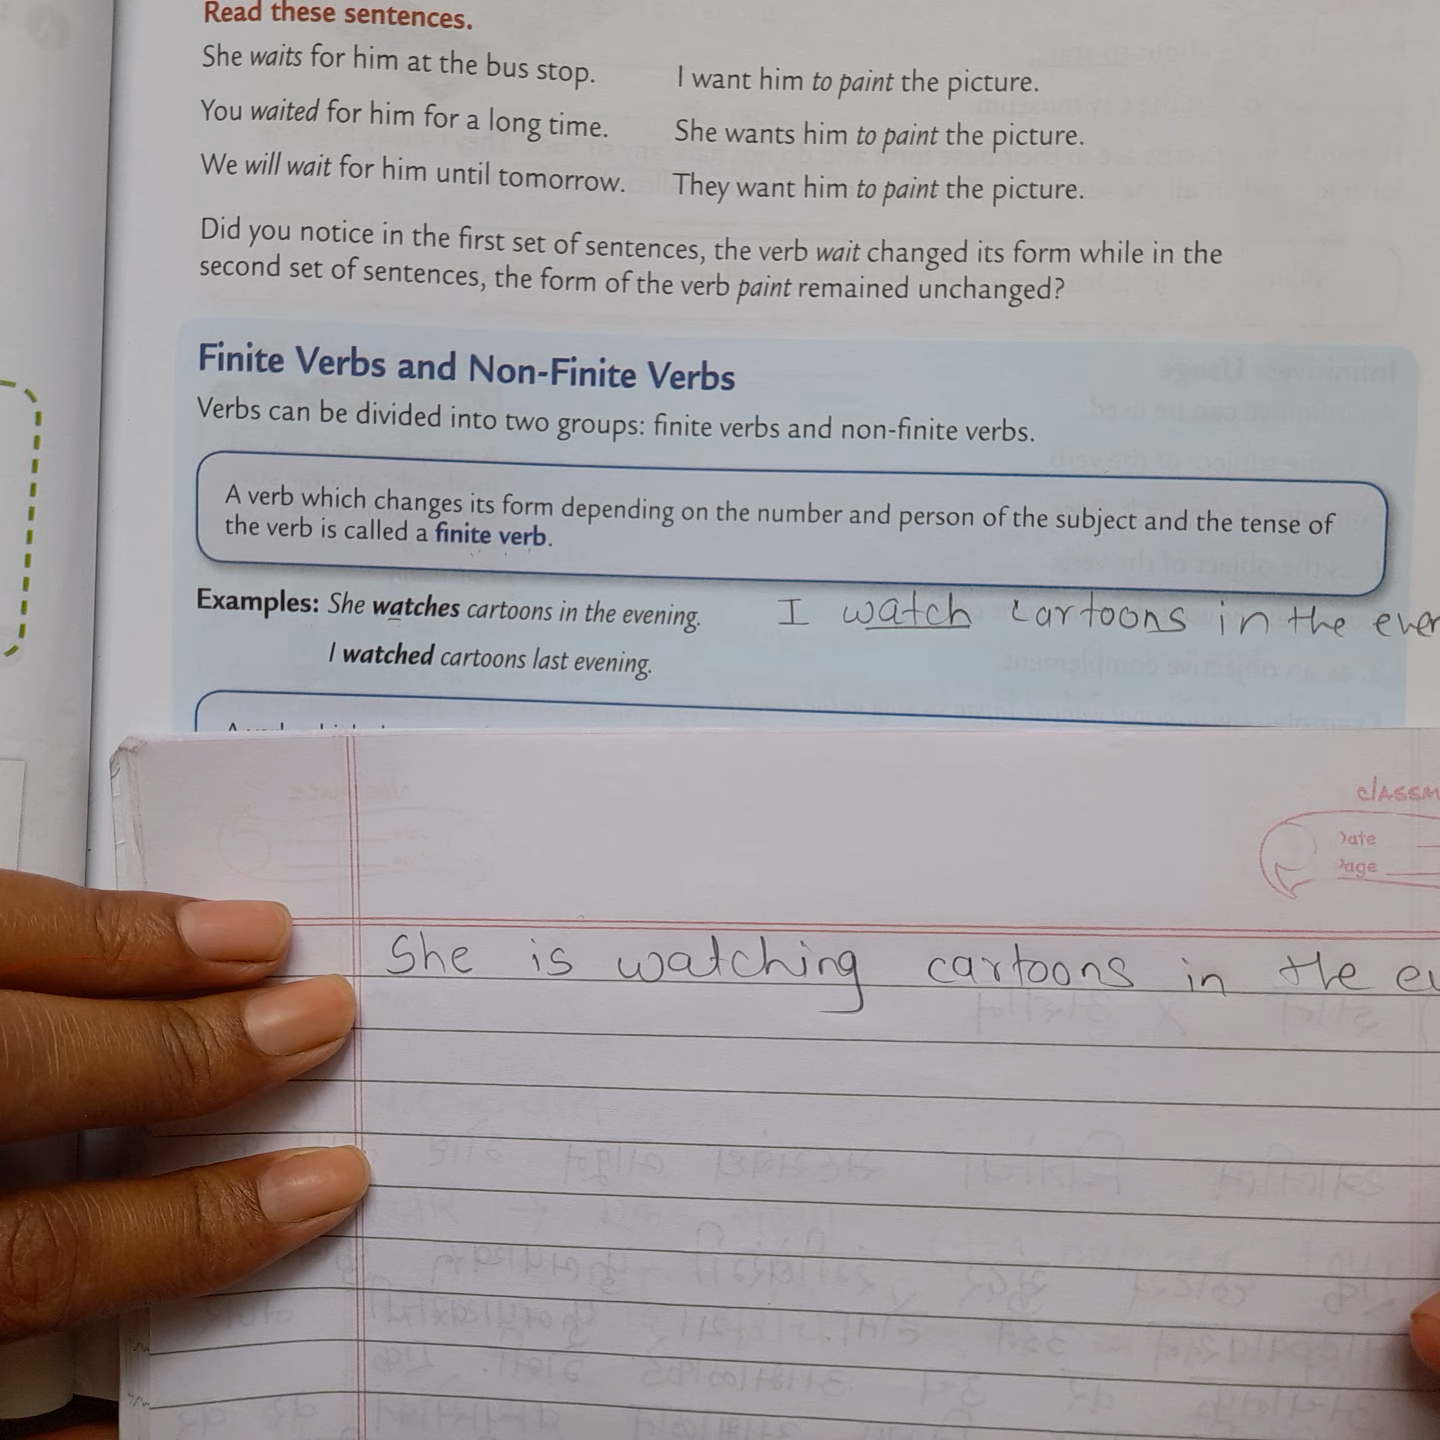 Read these sentences.
She waits for him at the bus stop. I want him to paint the picture.
You waited for him for a long time. She wants him to paint the picture.
We will wait for him until tomorrow. They want him to paint the picture.
Did you notice in the first set of sentences, the verb wait changed its form while in the
second set of sentences, the form of the verb paint remained unchanged?
Finite Verbs and Non-Finite Verbs
Verbs can be divided into two groups: finite verbs and non-finite verbs.
A verb which changes its form depending on the number and person of the subject and the tense of
the verb is called a finite verb.
Examples: She watches cartoons in the evening. I watch cartoons in the
I watched cartoons last evening.
Date
Page
She is watching cartoons in the